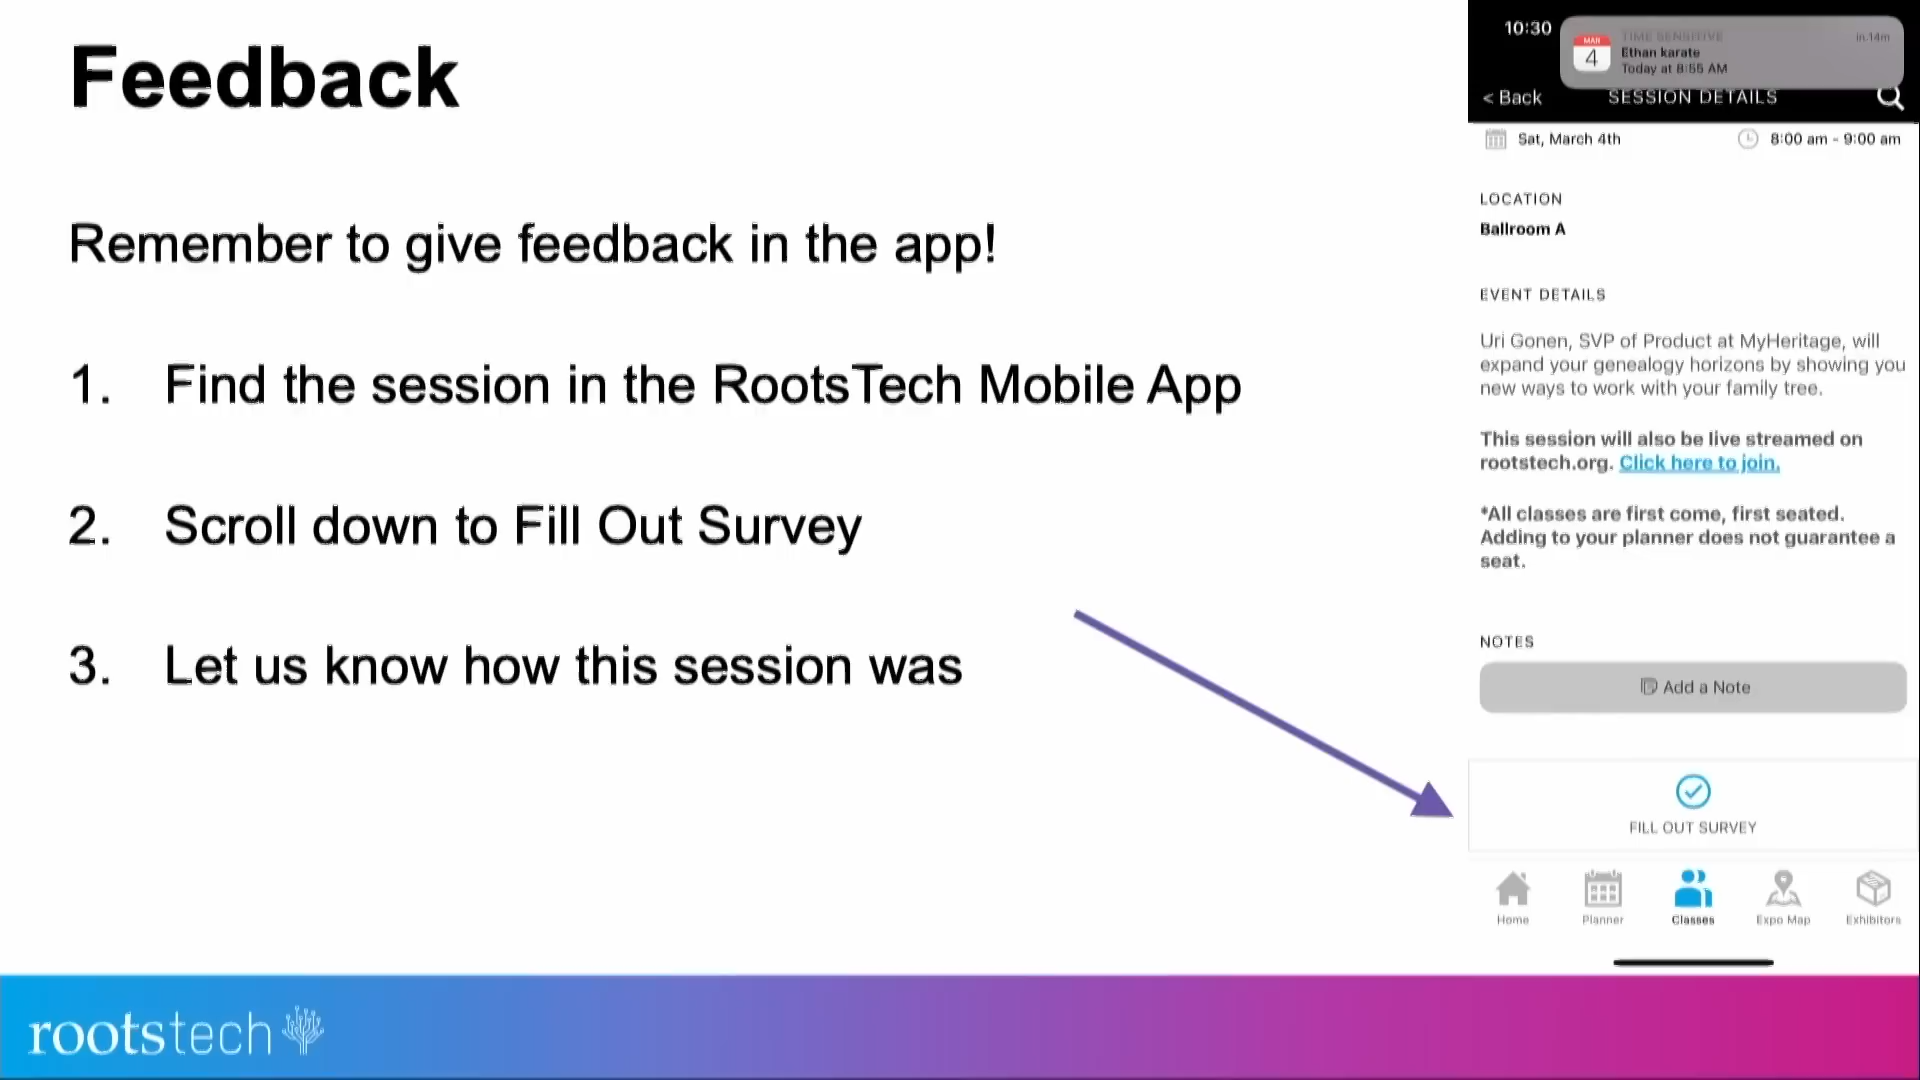 Feedback
Remember to give feedback in the app!
1. Find the session in the RootsTech Mobile App
2. Scroll down to Fill Out Survey
3. Let us know how this session was
10:30
TIME SENSITIVE
in 14m
MAR
4
Ethan karate
Today at 8:55 AM
< Back
SESSION DETAILS
Sat, March 4th
8:00 am - 9:00 am
LOCATION
Ballroom A
EVENT DETAILS
Uri Gonen, SVP of Product at MyHeritage, will
expand your genealogy horizons by showing you
new ways to work with your family tree.
This session will also be live streamed on
rootstech.org. Click here to join.
*All classes are first come, first seated.
Adding to your planner does not guarantee a
seat.
NOTES
Add a Note
FILL OUT SURVEY
Home
Planner
Classes
Expo Map
Exhibitors
rootstech